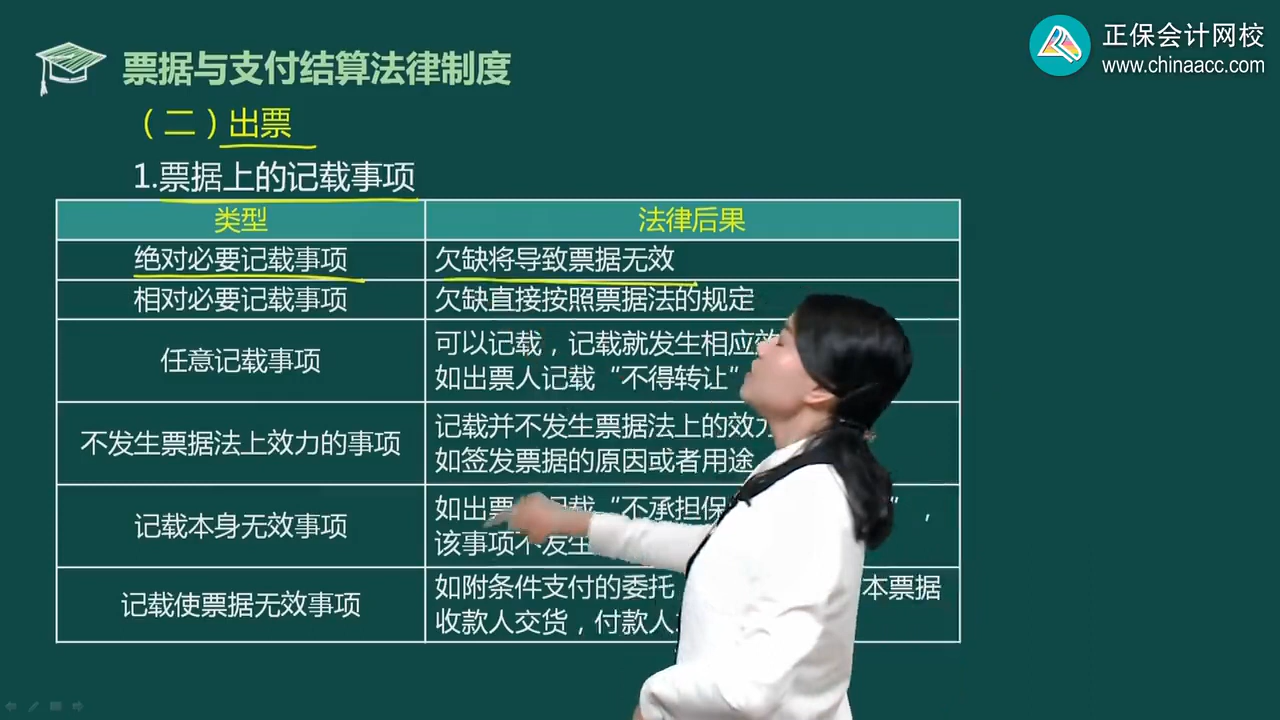 正保会计网校
www.chinaacc.com
票据与支付结算法律制度
（二）出票
1.票据上的记载事项
类型
法律后果
绝对必要记载事项
欠缺将导致票据无效
相对必要记载事项
欠缺直接按照票据法的规定
任意记载事项
可以记载，记载就发生相应
如出票人记载“不得转让”
不发生票据法上效力的事项
记载并不发生票据法上的效力
如签发票据的原因或者用途
记载本身无效事项
如出票 记载“不承担保 ”，
该事项不发生
记载使票据无效事项
如附条件支付的委托 本票据
收款人交货，付款人